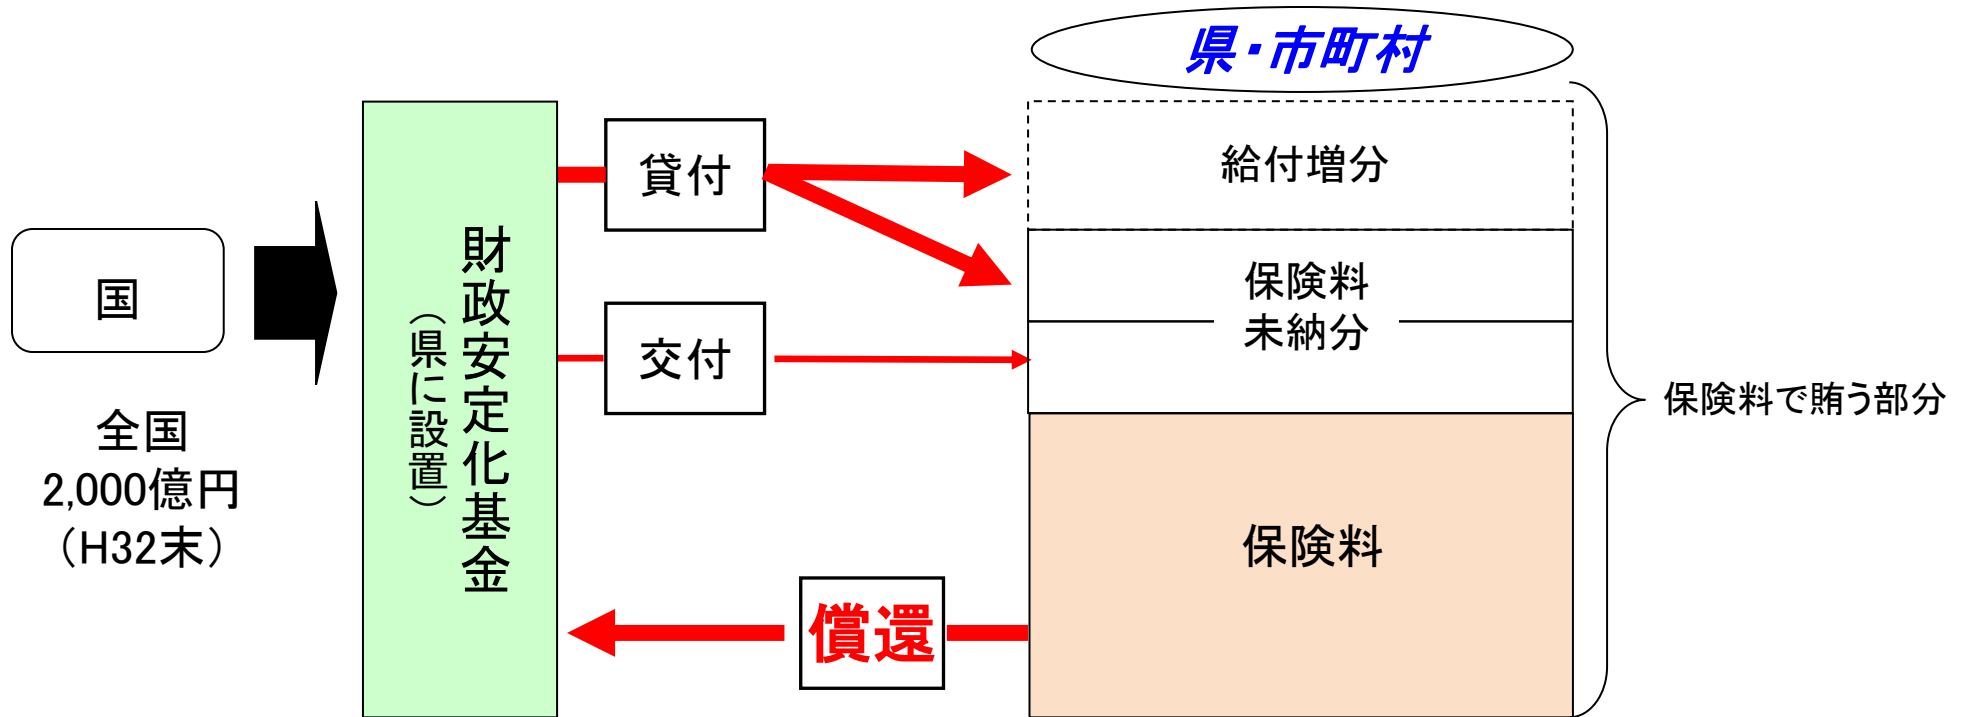 県・市町村
国
全国
2,000億円
（H32末）
財政安定化基金
（県に設置）
貸付
交付
償還
給付増分
保険料
未納分
保険料
保険料で賄う部分